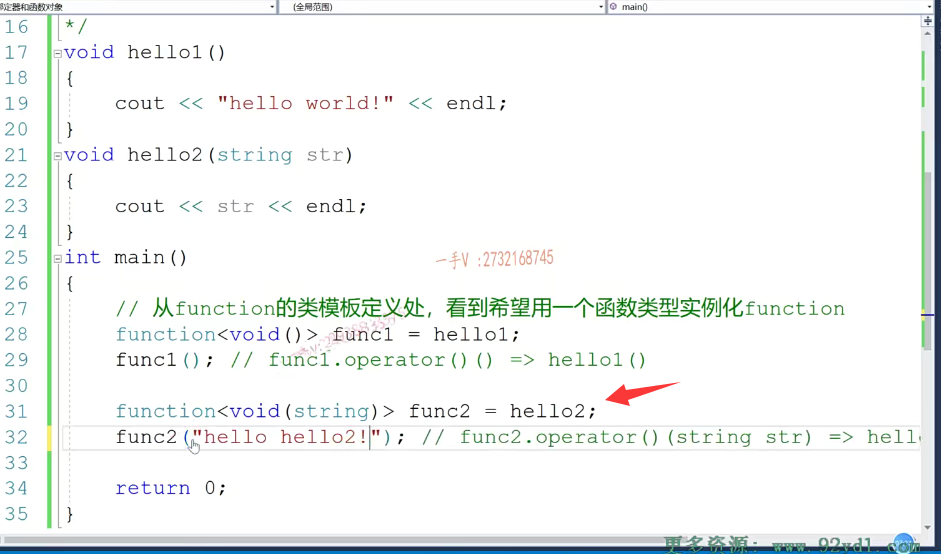 绑定器和函数对象 (全局范围) main()
16 */
17 void hello1()
18 {
19 cout << "hello world!" << endl;
20 }
21 void hello2(string str)
22 {
23 cout << str << endl;
24 }
25 int main()
一手V :2732168745
26 {
27 // 从function的类模板定义处，看到希望用一个函数类型实例化function
28 function<void()> func1 = hello1;
29 func1(); // func1.operator()() => hello1()
30
31 function<void(string)> func2 = hello2;
32 func2("hello hello2!"); // func2.operator()(string str) => hell
33
34 return 0;
35 }
更多资源：www.92vd1.com